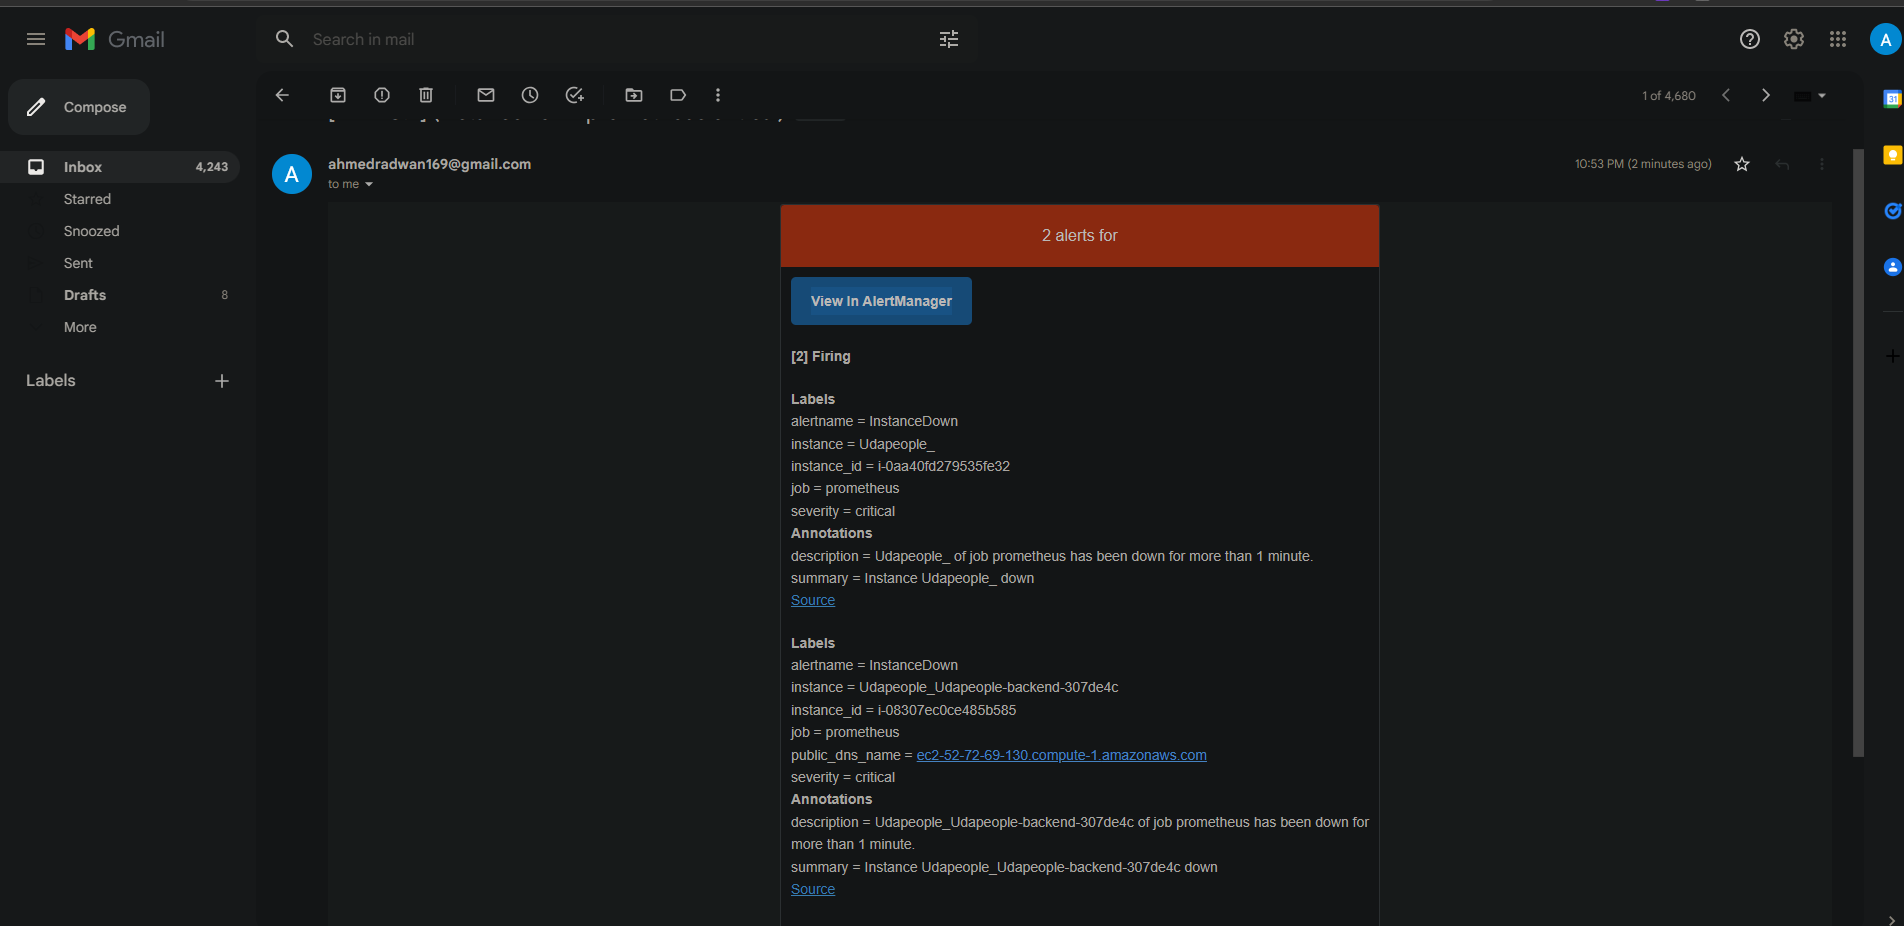 Gmail
Search in mail
A
Compose
1 of 4,680
31
Inbox 4,243
Starred
Snoozed
Sent
Drafts 8
More
Labels
A
ahmedradwan169@gmail.com
to me
10:53 PM (2 minutes ago)
2 alerts for
View In AlertManager
[2] Firing
Labels
alertname = InstanceDown
instance = Udapeople_
instance_id = i-0aa40fd279535fe32
job = prometheus
severity = critical
Annotations
description = Udapeople_ of job prometheus has been down for more than 1 minute.
summary = Instance Udapeople_ down
Source
Labels
alertname = InstanceDown
instance = Udapeople_Udapeople-backend-307de4c
instance_id = i-08307ec0ce485b585
job = prometheus
public_dns_name = ec2-52-72-69-130.compute-1.amazonaws.com
severity = critical
Annotations
description = Udapeople_Udapeople-backend-307de4c of job prometheus has been down for
more than 1 minute.
summary = Instance Udapeople_Udapeople-backend-307de4c down
Source